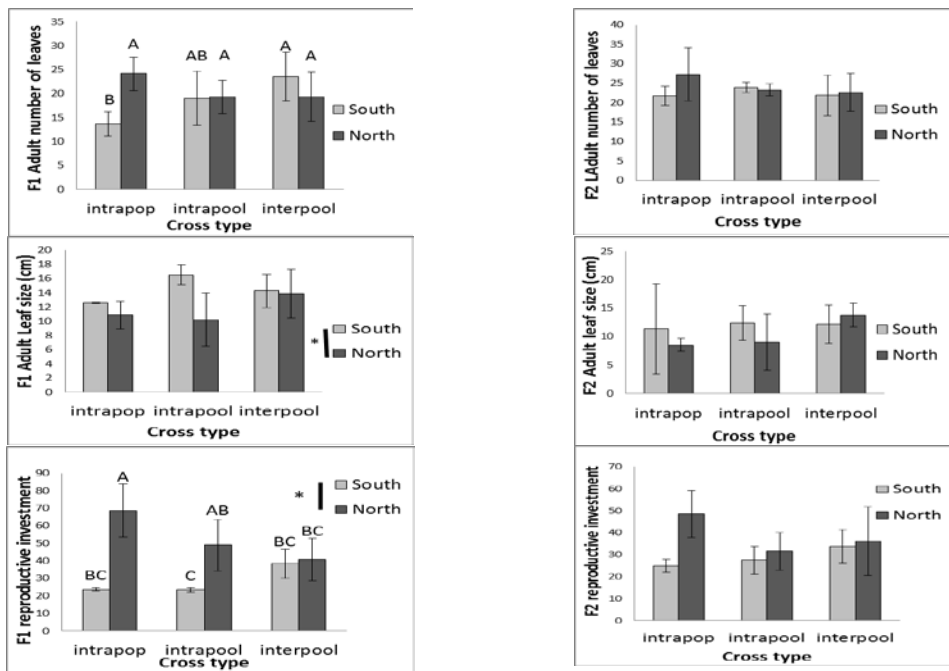 F1 Adult number of leaves
35
30
25
20
15
10
5
0
B
A
AB
A
A
A
South
North
intrapop intrapool interpool
Cross type
F2 LAdult number of leaves
40
35
30
25
20
15
10
5
0
South
North
intrapop intrapool interpool
Cross type
F1 Adult Leaf size (cm)
20
18
16
14
12
10
8
6
4
2
0
South
*
North
intrapop intrapool interpool
Cross type
F2 Adult leaf size (cm)
25
20
15
10
5
0
South
North
intrapop intrapool interpool
Cross type
F1 reproductive investment
90
80
70
60
50
40
30
20
10
0
BC
A
C
AB
BC BC
South
*
North
intrapop intrapool interpool
Cross type
F2 reproductive investment
70
60
50
40
30
20
10
0
South
North
intrapop intrapool interpool
Cross type